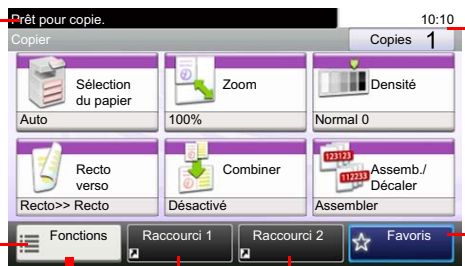 Prêt pour copie.
10:10
Copier
Copies 1
Sélection
du papier
Auto
Zoom
100%
Densité
Normal 0
Recto
verso
Recto>> Recto
Combiner
Désactivé
123123
112233
Assemb./
Décaler
Assembler
Fonctions
Raccourci 1
Raccourci 2
Favoris